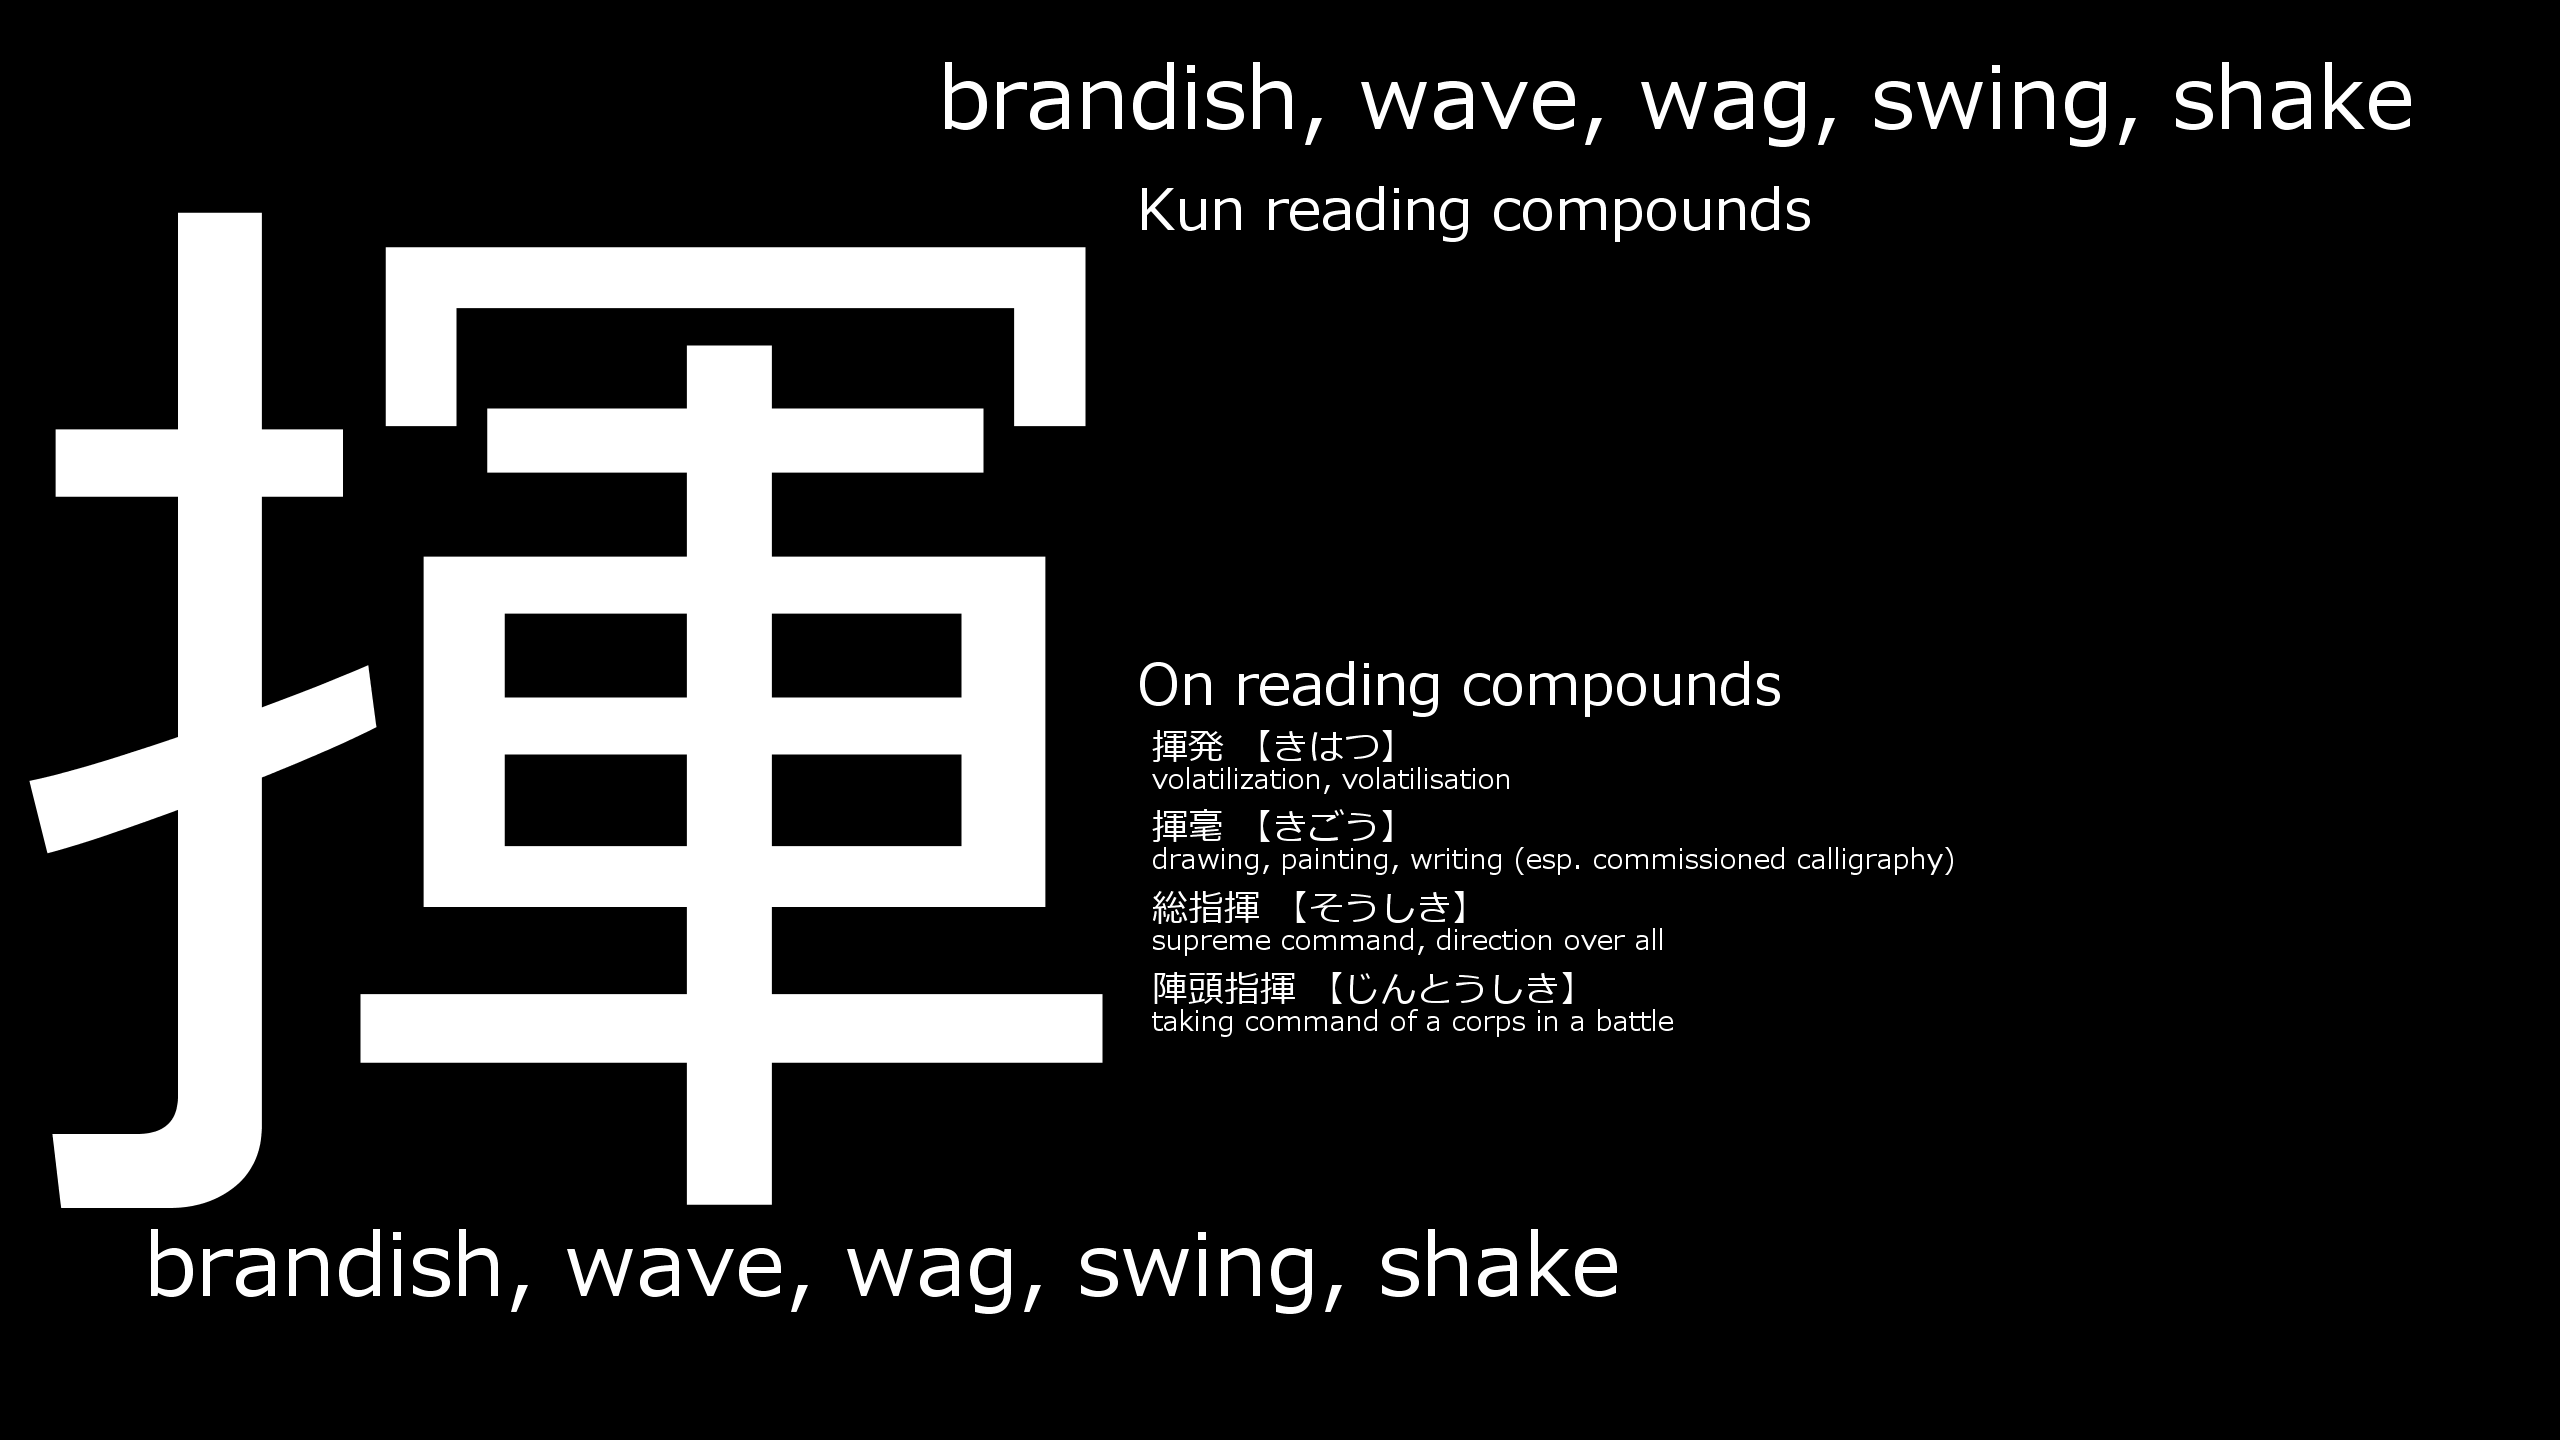 brandish, wave, wag, swing, shake
Kun reading compounds
揮
On reading compounds
揮発 【きはつ】
volatilization, volatilisation
揮毫 【きごう】
drawing, painting, writing (esp. commissioned calligraphy)
総指揮 【そうしき】
supreme command, direction over all
陣頭指揮 【じんとうしき】
taking command of a corps in a battle
brandish, wave, wag, swing, shake